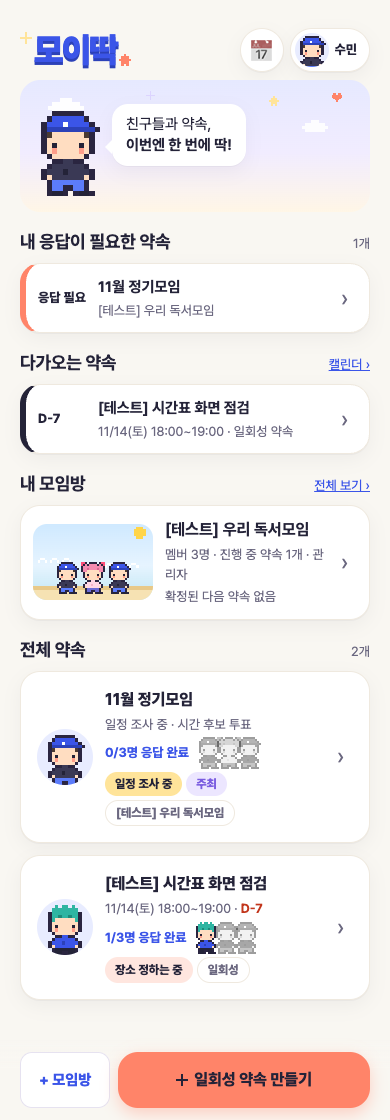 모이딱
17
수민
친구들과 약속,
이번엔 한 번에 딱!
내 응답이 필요한 약속
1개
응답 필요
11월 정기모임
[테스트] 우리 독서모임
›
다가오는 약속
캘린더 ›
D-7
[테스트] 시간표 화면 점검
11/14(토) 18:00~19:00 · 일회성 약속
›
내 모임방
전체 보기 ›
[테스트] 우리 독서모임
멤버 3명 · 진행 중 약속 1개 · 관
리자
확정된 다음 약속 없음
›
전체 약속
2개
11월 정기모임
일정 조사 중 · 시간 후보 투표
0/3명 응답 완료
일정 조사 중
주최
[테스트] 우리 독서모임
›
[테스트] 시간표 화면 점검
11/14(토) 18:00~19:00 · D-7
1/3명 응답 완료
장소 정하는 중
일회성
›
+ 모임방
+ 일회성 약속 만들기